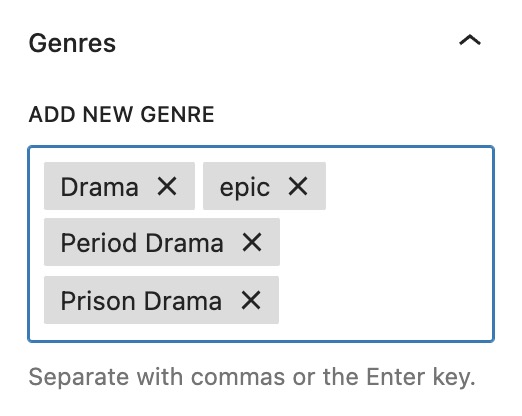 Genres
ADD NEW GENRE
Drama epic
Period Drama
Prison Drama
Separate with commas or the Enter key.